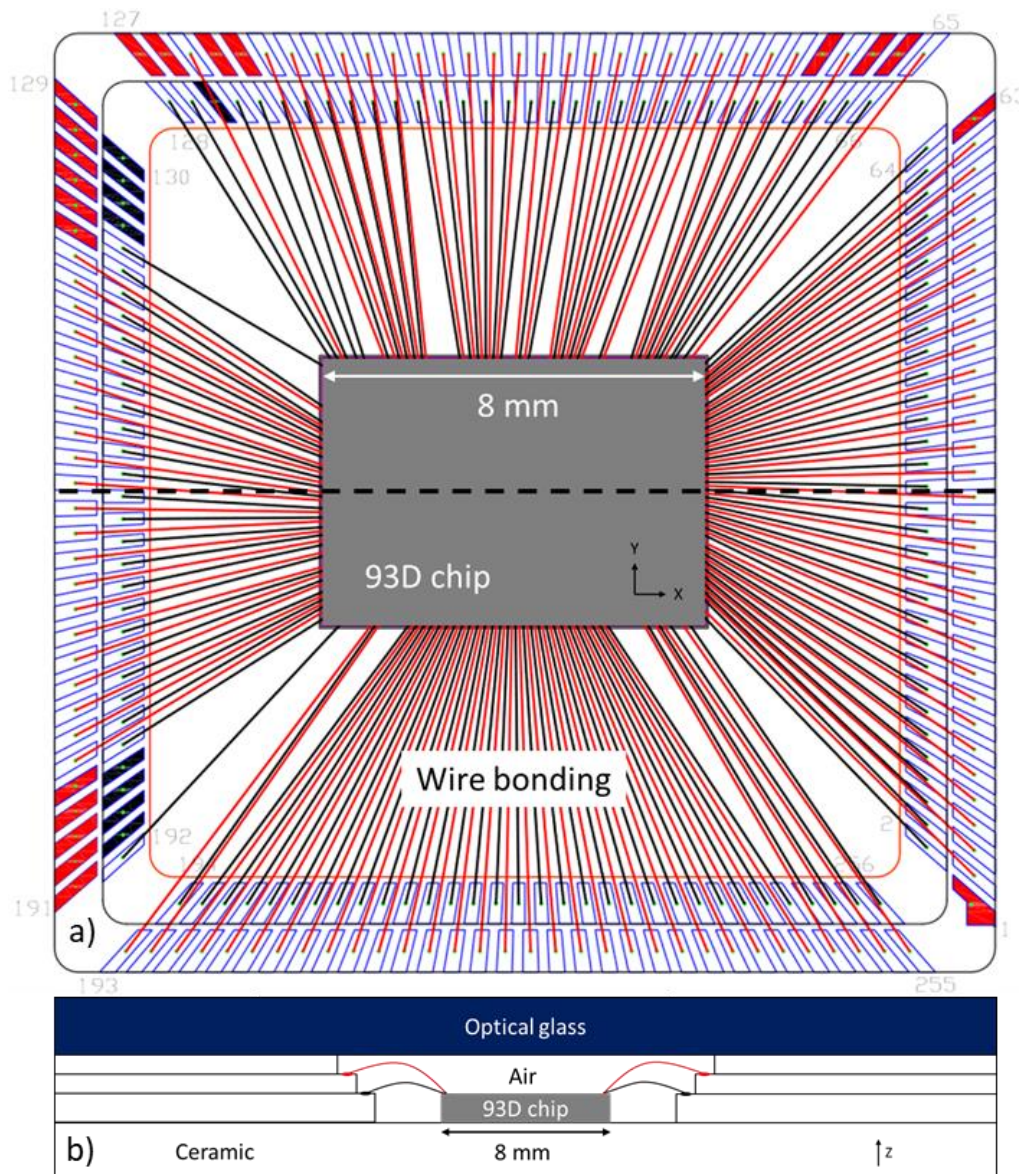 127
65
129
63
128
66
130
64
8 mm
Y
X
93D chip
Wire bonding
192
2
256
191
1
a)
193
255
Optical glass
Air
93D chip
b)
Ceramic
8 mm
z